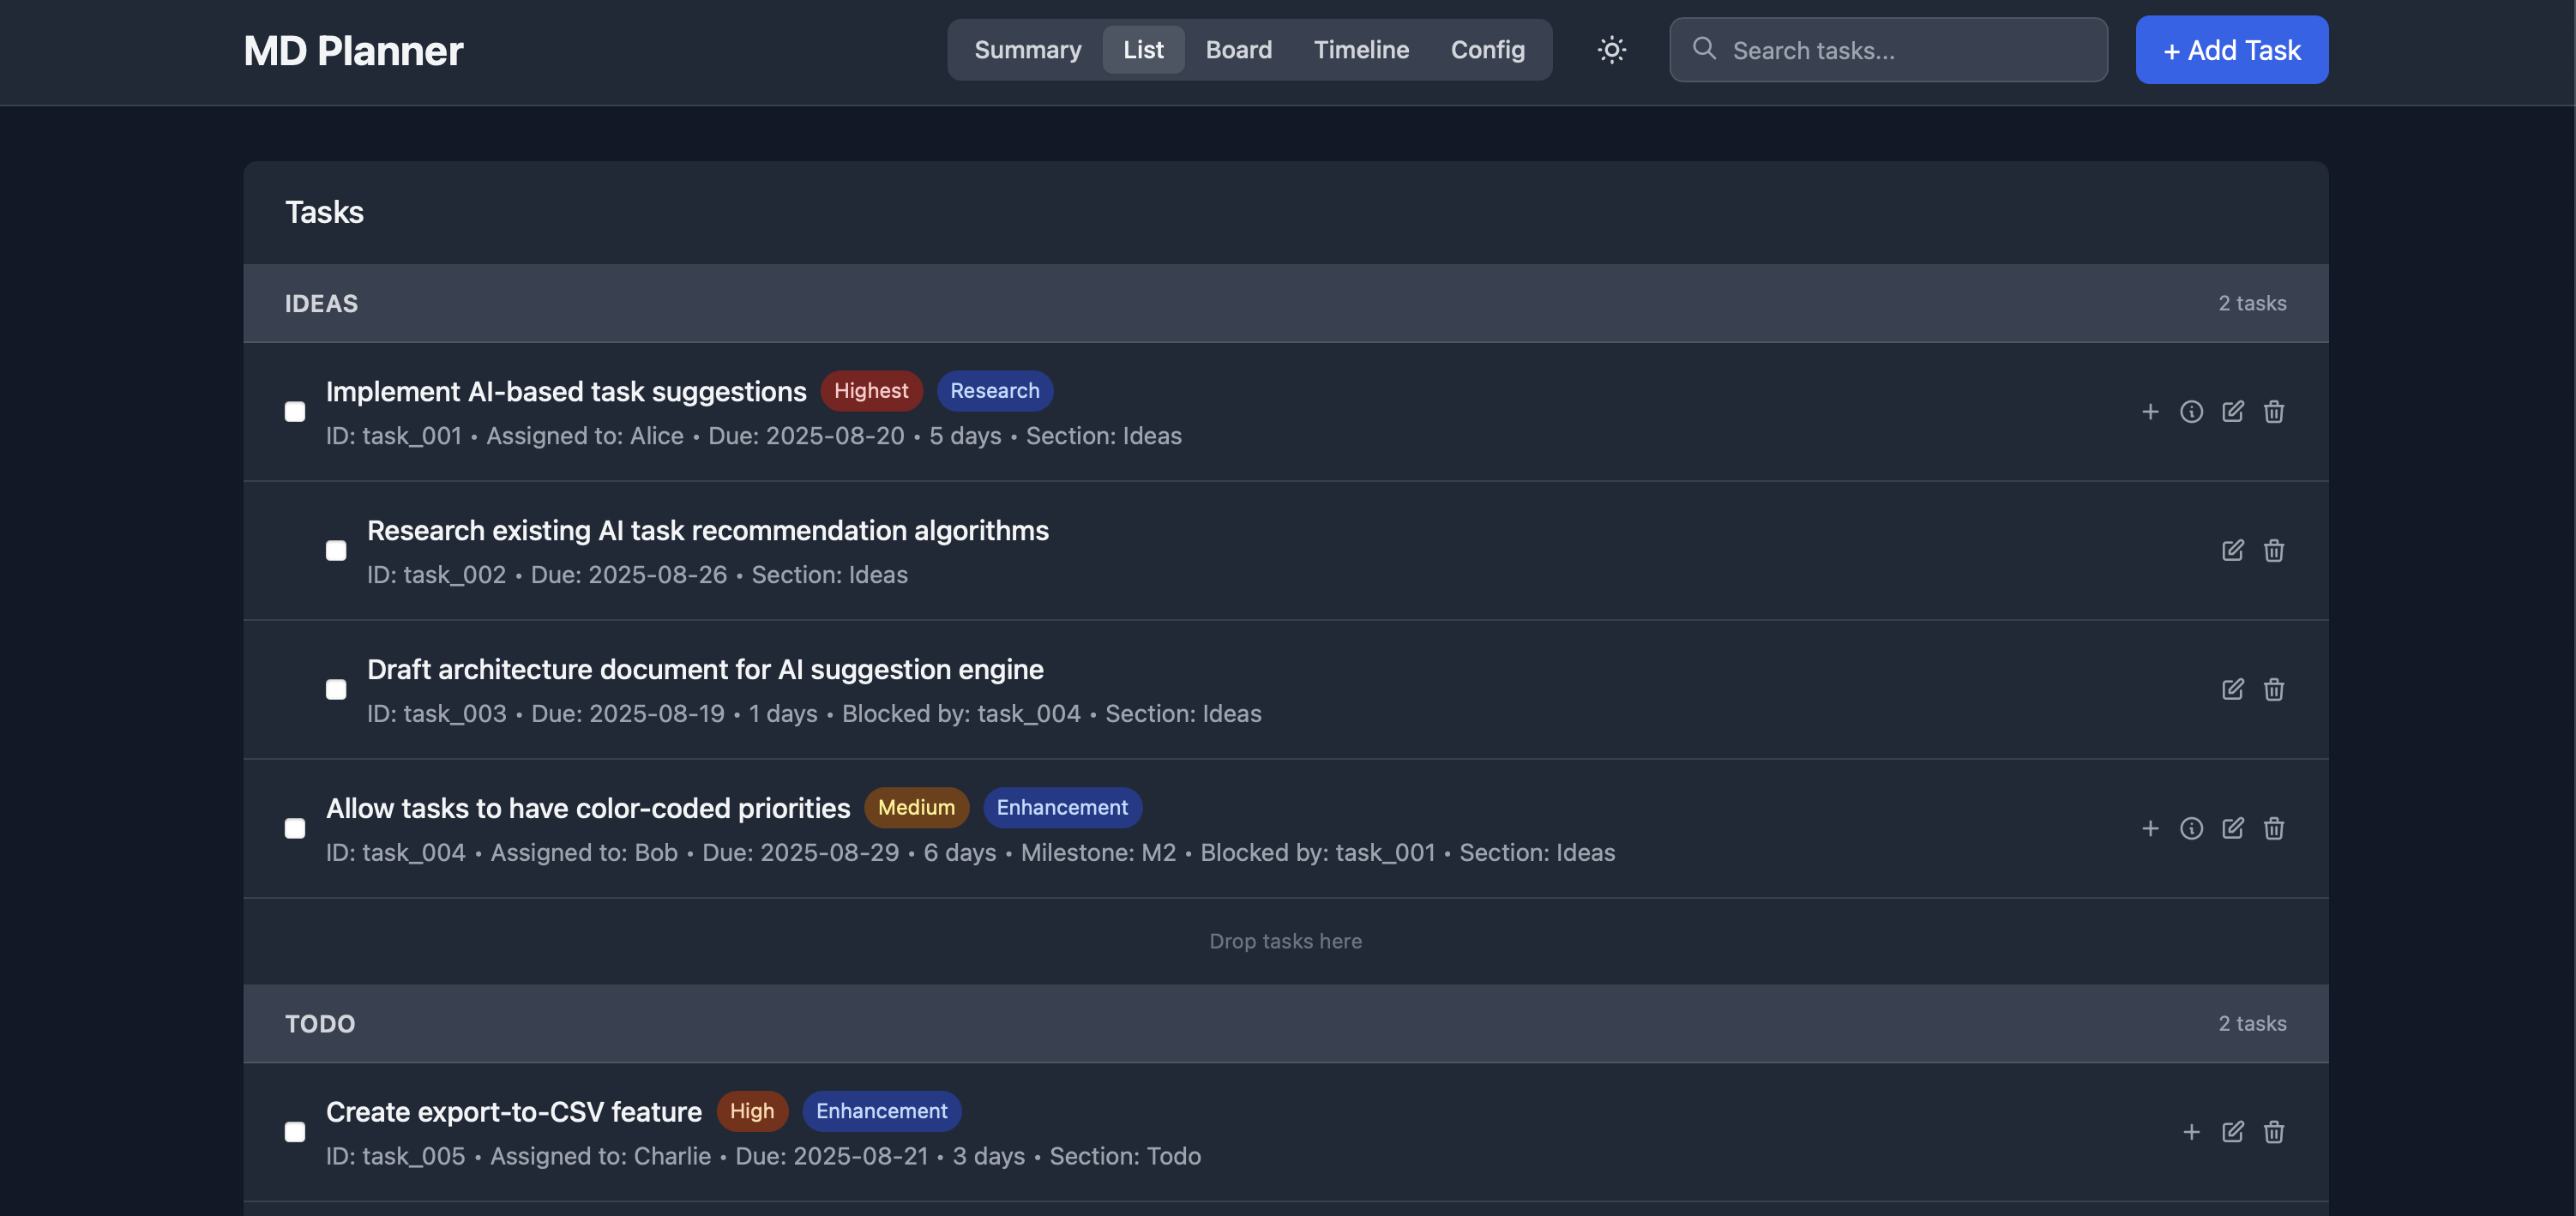 MD Planner
Summary List Board Timeline Config
Search tasks...
+ Add Task
Tasks
IDEAS
2 tasks
Implement AI-based task suggestions Highest Research
ID: task_001 • Assigned to: Alice • Due: 2025-08-20 • 5 days • Section: Ideas
Research existing AI task recommendation algorithms
ID: task_002 • Due: 2025-08-26 • Section: Ideas
Draft architecture document for AI suggestion engine
ID: task_003 • Due: 2025-08-19 • 1 days • Blocked by: task_004 • Section: Ideas
Allow tasks to have color-coded priorities Medium Enhancement
ID: task_004 • Assigned to: Bob • Due: 2025-08-29 • 6 days • Milestone: M2 • Blocked by: task_001 • Section: Ideas
Drop tasks here
TODO
2 tasks
Create export-to-CSV feature High Enhancement
ID: task_005 • Assigned to: Charlie • Due: 2025-08-21 • 3 days • Section: Todo